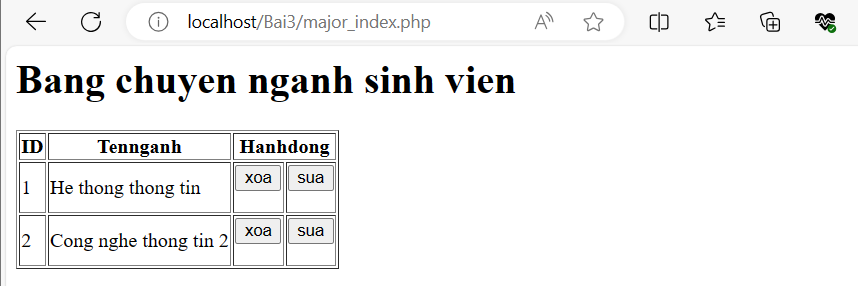 localhost/Bai3/major_index.php
Bang chuyen nganh sinh vien
ID Tennganh Hanhdong
1 He thong thong tin xoa sua
2 Cong nghe thong tin 2 xoa sua